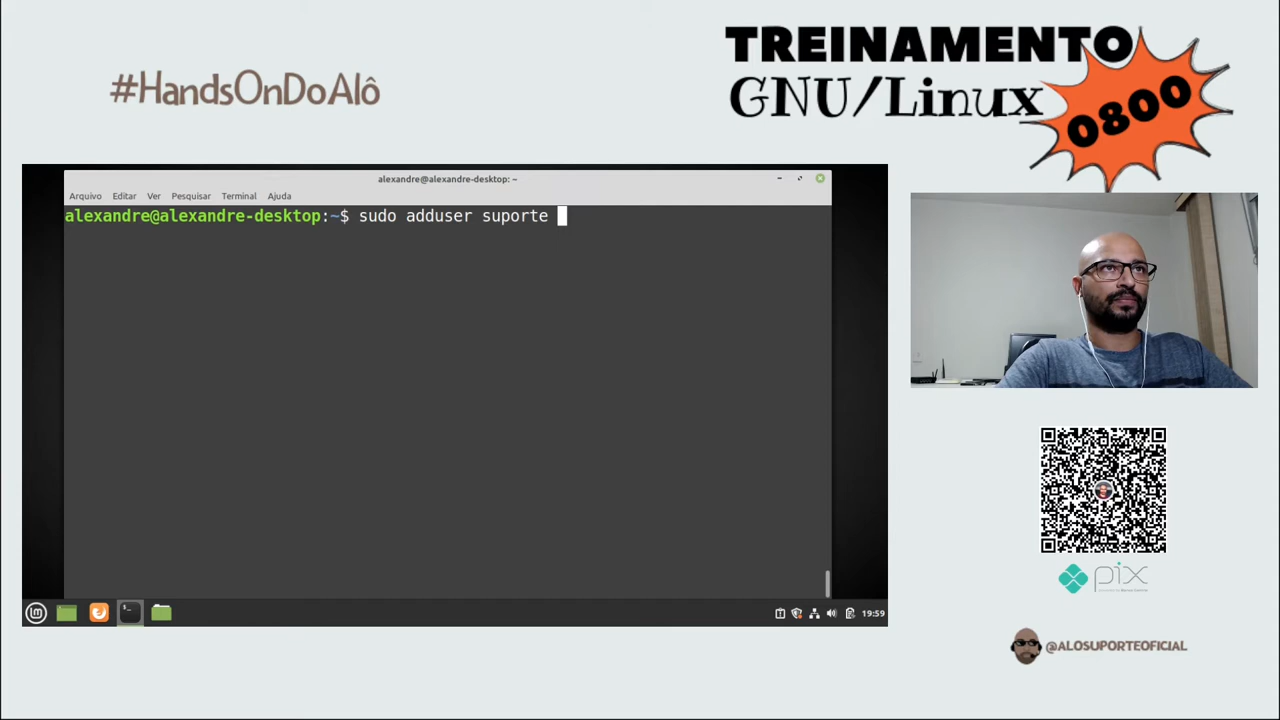 #HandsOnDoAlô
TREINAMENTO
GNU/Linux
0800
alexandre@alexandre-desktop: ~
Arquivo Editar Ver Pesquisar Terminal Ajuda
alexandre@alexandre-desktop:~$ sudo adduser suporte
19:59
pix
@ALOSUPORTEOFICIAL